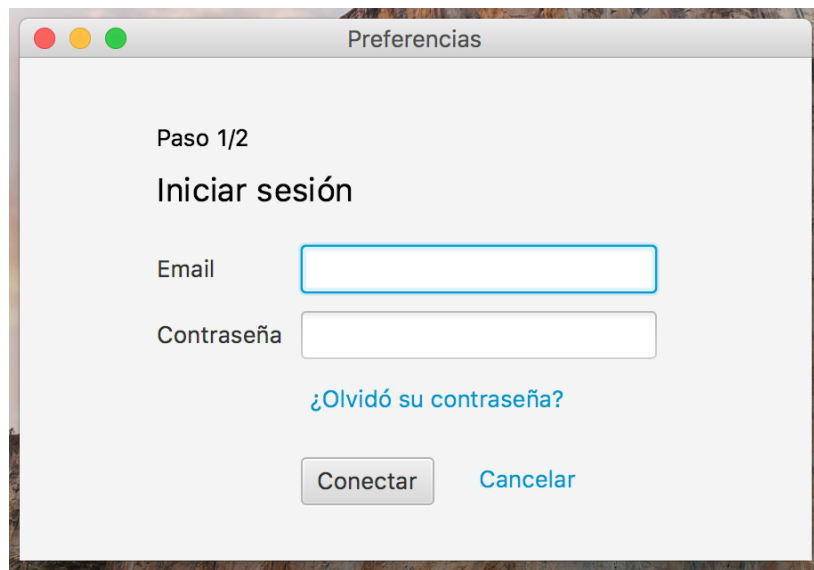 Preferencias
Paso 1/2
Iniciar sesión
Email
Contraseña
¿Olvidó su contraseña?
Conectar Cancelar